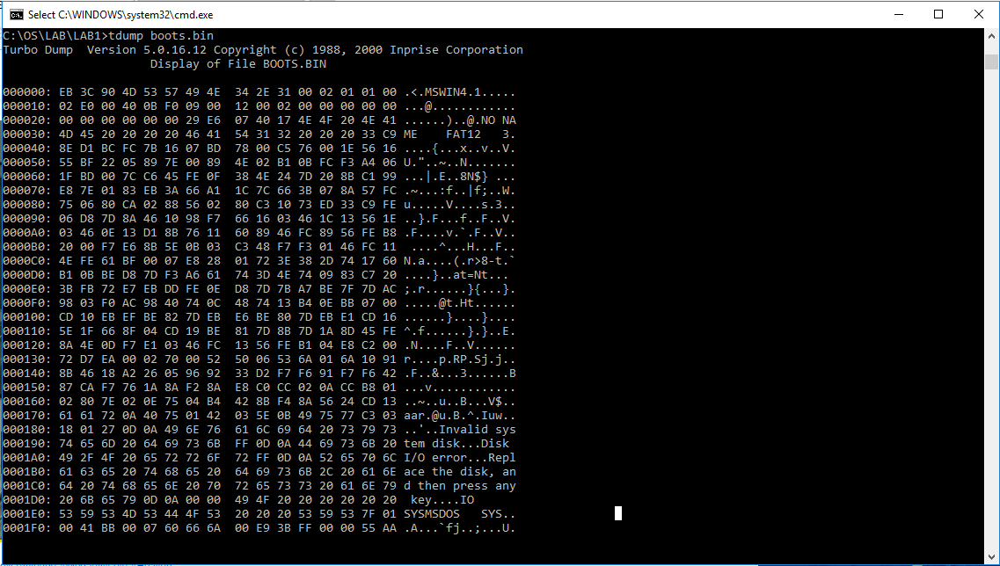 Select C:\WINDOWS\system32\cmd.exe
C:\OS\LAB\LAB1>tdump boots.bin
Turbo Dump  Version 5.0.16.12 Copyright (c) 1988, 2000 Inprise Corporation
                     Display of File BOOTS.BIN
000000: EB 3C 90 4D 53 57 49 4E  34 2E 31 00 02 01 01 00 .<.MSWIN4.1.....
000010: 02 E0 00 40 0B F0 09 00  12 00 02 00 00 00 00 00 ...@............
000020: 00 00 00 00 00 00 29 E6  07 40 17 4E 4F 20 4E 41 ......)..@.NO NA
000030: 4D 45 20 20 20 20 46 41  54 31 32 20 20 20 33 C9 ME    FAT12   3.
000040: 8E D1 BC FC 7B 16 07 BD  78 00 C5 76 00 1E 56 16 ....{...x..v..V.
000050: 55 BF 22 05 89 7E 00 89  4E 02 B1 0B FC F3 A4 06 U."..~..N.......
000060: 1F BD 00 7C C6 45 FE 0F  38 4E 24 7D 20 8B C1 99 ...|.E..8N$} ...
000070: E8 7E 01 83 EB 3A 66 A1  1C 7C 66 3B 07 8A 57 FC .~...:f..|f;..W.
000080: 75 06 80 CA 02 88 56 02  80 C3 10 73 ED 33 C9 FE u.....V....s.3..
000090: 06 D8 7D 8A 46 10 98 F7  66 16 03 46 1C 13 56 1E ..}.F...f..F..V.
0000A0: 03 46 0E 13 D1 8B 76 11  60 89 46 FC 89 56 FE B8 .F....v.`.F..V..
0000B0: 20 00 F7 E6 8B 5E 0B 03  C3 48 F7 F3 01 46 FC 11  ....^...H...F..
0000C0: 4E FE 61 BF 00 07 E8 28  01 72 3E 38 2D 74 17 60 N.a....(.r>8-t.`
0000D0: B1 0B BE D8 7D F3 A6 61  74 3D 4E 74 09 83 C7 20 ....}..at=Nt...
0000E0: 3B FB 72 E7 EB DD FE 0E  D8 7D 7B A7 BE 7F 7D AC ;.r......}{...}.
0000F0: 98 03 F0 AC 98 40 74 0C  48 74 13 B4 0E BB 07 00 .....@t.Ht......
000100: CD 10 EB EF BE 82 7D EB  E6 BE 80 7D EB E1 CD 16 ......}....}....
000110: 5E 1F 66 8F 04 CD 19 BE  81 7D 8B 7D 1A 8D 45 FE ^.f......}.}..E.
000120: 8A 4E 0D F7 E1 03 46 FC  13 56 FE B1 04 E8 C2 00 .N....F..V......
000130: 72 D7 EA 00 02 70 00 52  50 06 53 6A 01 6A 10 91 r....p.RP.Sj.j..
000140: 8B 46 18 A2 26 05 96 92  33 D2 F7 F6 91 F7 F6 42 .F..&...3......B
000150: 87 CA F7 76 1A 8A F2 8A  E8 C0 CC 02 0A CC B8 01 ...v............
000160: 02 80 7E 02 0E 75 04 B4  42 8B F4 8A 56 24 CD 13 ..~..u..B...V$..
000170: 61 61 72 0A 40 75 01 42  03 5E 0B 49 75 77 C3 03 aar.@u.B.^.Iuw..
000180: 18 01 27 0D 0A 49 6E 76  61 6C 69 64 20 73 79 73 ..'..Invalid sys
000190: 74 65 6D 20 64 69 73 6B  FF 0D 0A 44 69 73 6B 20 tem disk...Disk
0001A0: 49 2F 4F 20 65 72 72 6F  72 FF 0D 0A 52 65 70 6C I/O error...Repl
0001B0: 61 63 65 20 74 68 65 20  64 69 73 6B 2C 20 61 6E ace the disk, an
0001C0: 64 20 74 68 65 6E 20 70  72 65 73 73 20 61 6E 79 d then press any
0001D0: 20 6B 65 79 0D 0A 00 00  49 4F 20 20 20 20 20 20  key....IO
0001E0: 53 59 53 4D 53 44 4F 53  20 20 20 53 59 53 7F 01 SYSMSDOS   SYS..
0001F0: 00 41 BB 00 07 60 66 6A  00 E9 3B FF 00 00 55 AA .A...`fj..;...U.